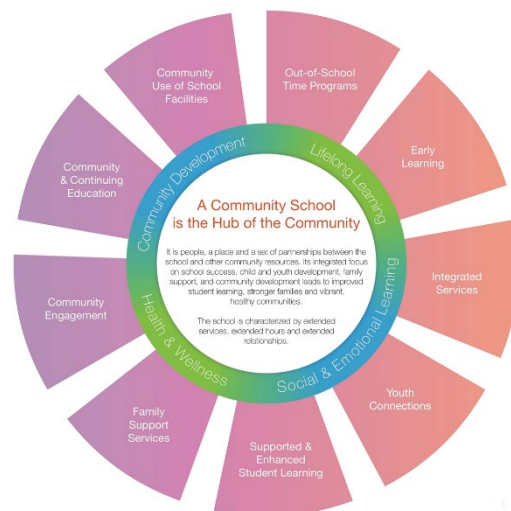 Community
Use of School
Facilities
Out-of-School
Time Programs
Early
Learning
Integrated
Services
Youth
Connections
Supported &
Enhanced
Student Learning
Family
Support
Services
Community
Engagement
Community
& Continuing
Education
Community Development
Lifelong Learning
Social & Emotional Learning
Health & Wellness
A Community School
is the Hub of the Community
It is people, a place and a set of partnerships between the
school and other community resources. Its integrated focus
on school success, child and youth development, family
support, and community development leads to improved
student learning, stronger families and vibrant,
healthy communities.
The school is characterized by extended
services, extended hours and extended
relationships.